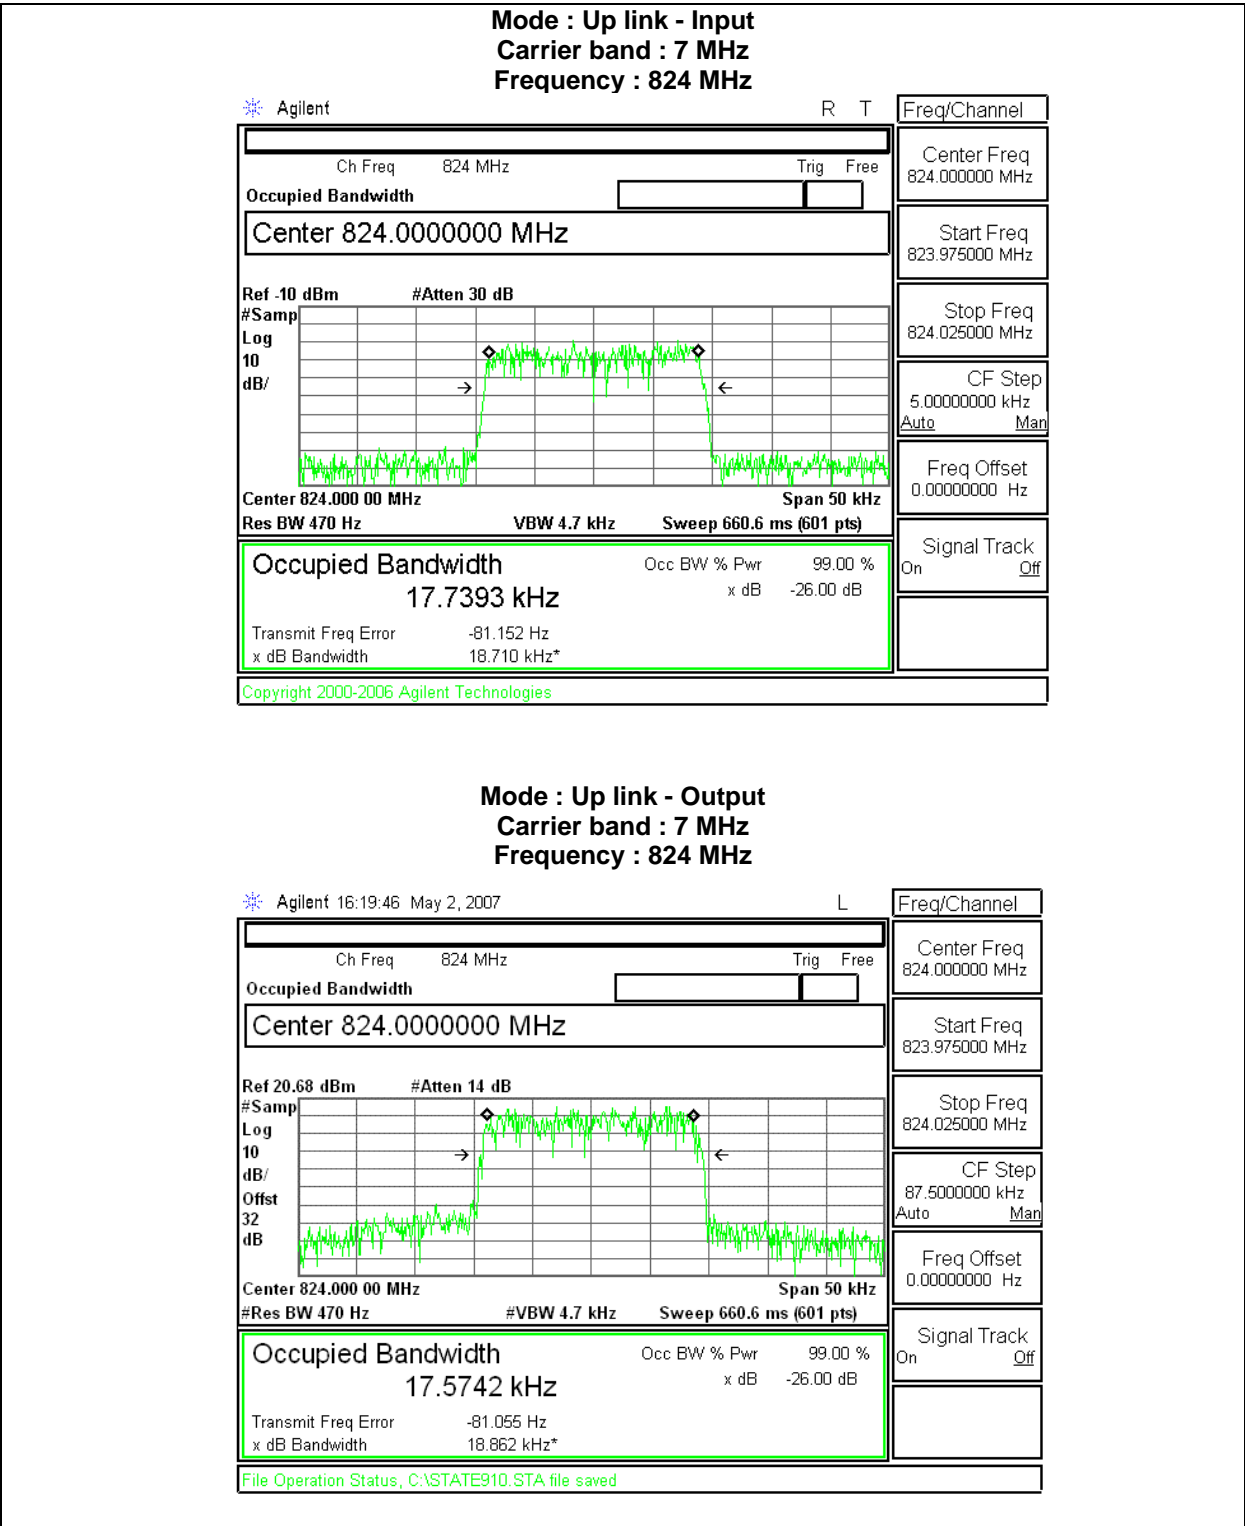 Mode : Up link - Input
Carrier band : 7 MHz
Frequency : 824 MHz
Agilent R T Freq/Channel
Ch Freq 824 MHz Trig Free
Occupied Bandwidth
Center 824.0000000 MHz
Center Freq
824.000000 MHz
Start Freq
823.975000 MHz
Stop Freq
824.025000 MHz
CF Step
5.00000000 kHz
Auto Man
Freq Offset
0.00000000 Hz
Signal Track
On Off
Ref -10 dBm #Atten 30 dB
#Samp
Log
10
dB/
Center 824.000 00 MHz Span 50 kHz
Res BW 470 Hz VBW 4.7 kHz Sweep 660.6 ms (601 pts)
Occupied Bandwidth Occ BW % Pwr 99.00 %
17.7393 kHz x dB -26.00 dB
Transmit Freq Error -81.152 Hz
x dB Bandwidth 18.710 kHz*
Copyright 2000-2006 Agilent Technologies
Mode : Up link - Output
Carrier band : 7 MHz
Frequency : 824 MHz
Agilent 16:19:46 May 2, 2007 L Freq/Channel
Ch Freq 824 MHz Trig Free
Occupied Bandwidth
Center 824.0000000 MHz
Center Freq
824.000000 MHz
Start Freq
823.975000 MHz
Stop Freq
824.025000 MHz
CF Step
87.5000000 kHz
Auto Man
Freq Offset
0.00000000 Hz
Signal Track
On Off
Ref 20.68 dBm #Atten 14 dB
#Samp
Log
10
dB/
Offst
32
dB
Center 824.000 00 MHz Span 50 kHz
#Res BW 470 Hz #VBW 4.7 kHz Sweep 660.6 ms (601 pts)
Occupied Bandwidth Occ BW % Pwr 99.00 %
17.5742 kHz x dB -26.00 dB
Transmit Freq Error -81.055 Hz
x dB Bandwidth 18.862 kHz*
File Operation Status, C:\STATE910.STA file saved